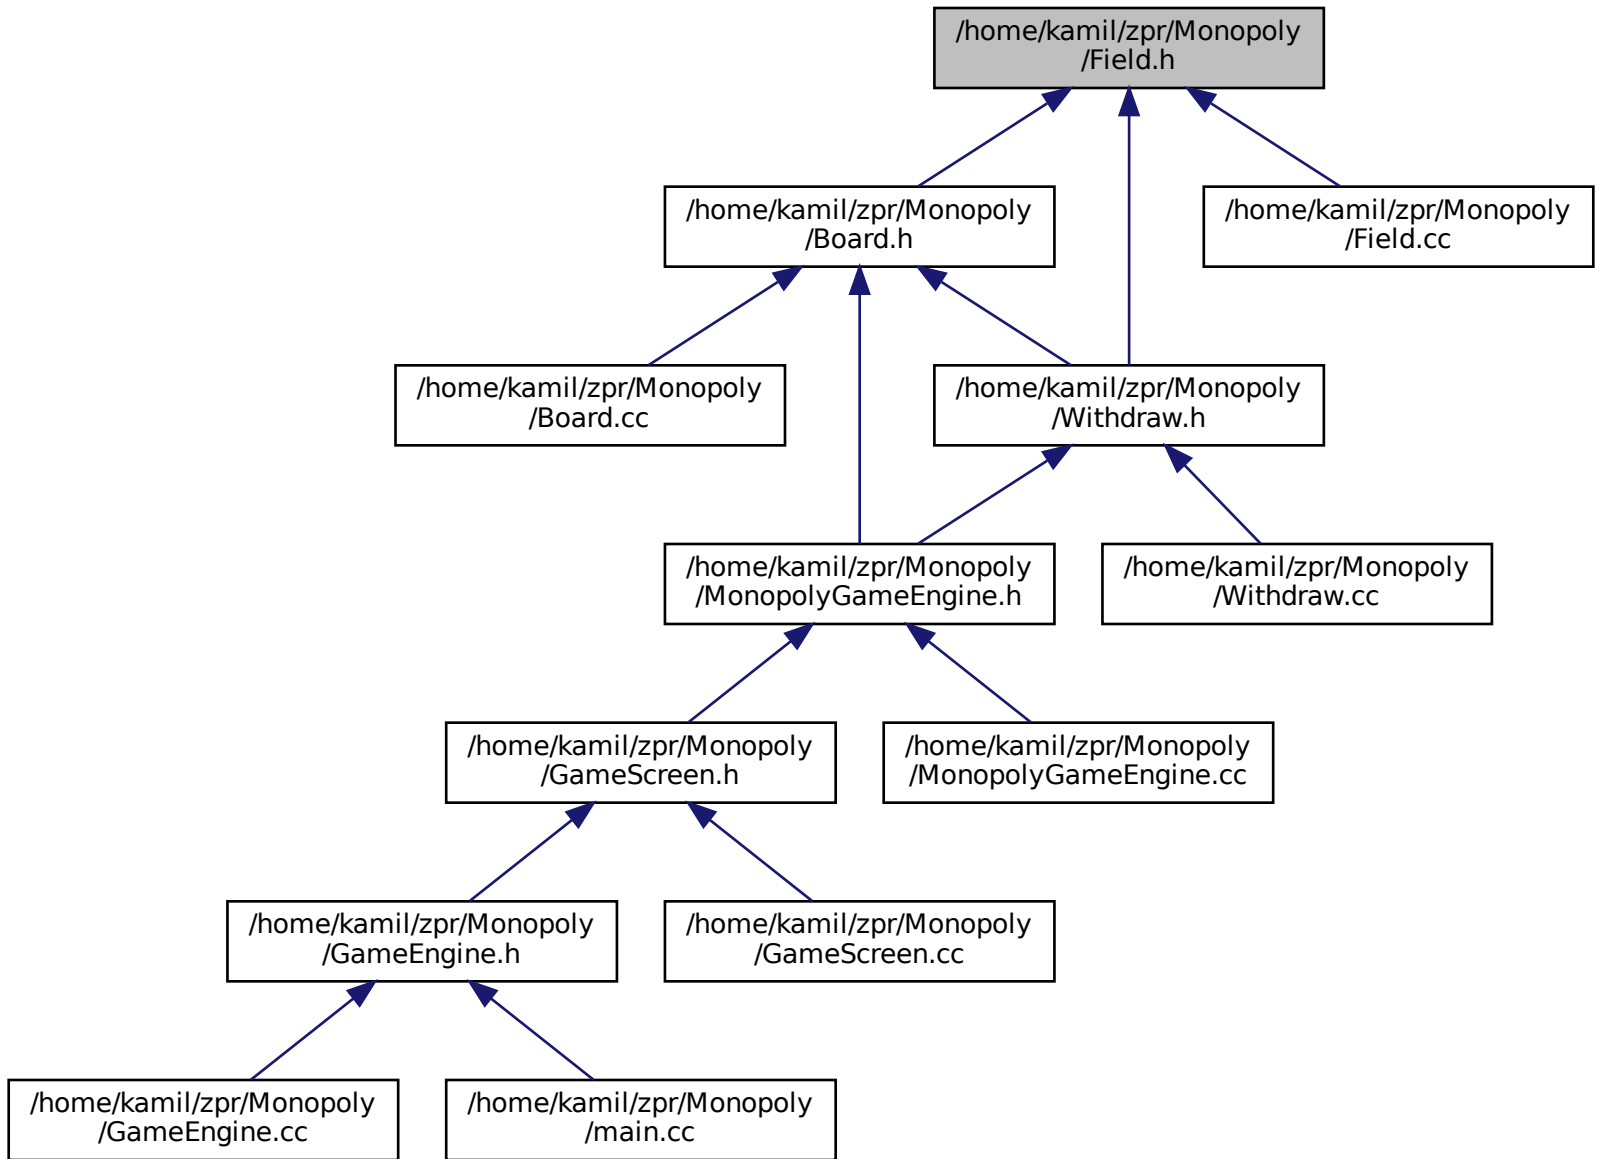 /home/kamil/zpr/Monopoly
/Field.h
/home/kamil/zpr/Monopoly
/Board.h
/home/kamil/zpr/Monopoly
/Field.cc
/home/kamil/zpr/Monopoly
/Board.cc
/home/kamil/zpr/Monopoly
/Withdraw.h
/home/kamil/zpr/Monopoly
/MonopolyGameEngine.h
/home/kamil/zpr/Monopoly
/Withdraw.cc
/home/kamil/zpr/Monopoly
/GameScreen.h
/home/kamil/zpr/Monopoly
/MonopolyGameEngine.cc
/home/kamil/zpr/Monopoly
/GameEngine.h
/home/kamil/zpr/Monopoly
/GameScreen.cc
/home/kamil/zpr/Monopoly
/GameEngine.cc
/home/kamil/zpr/Monopoly
/main.cc